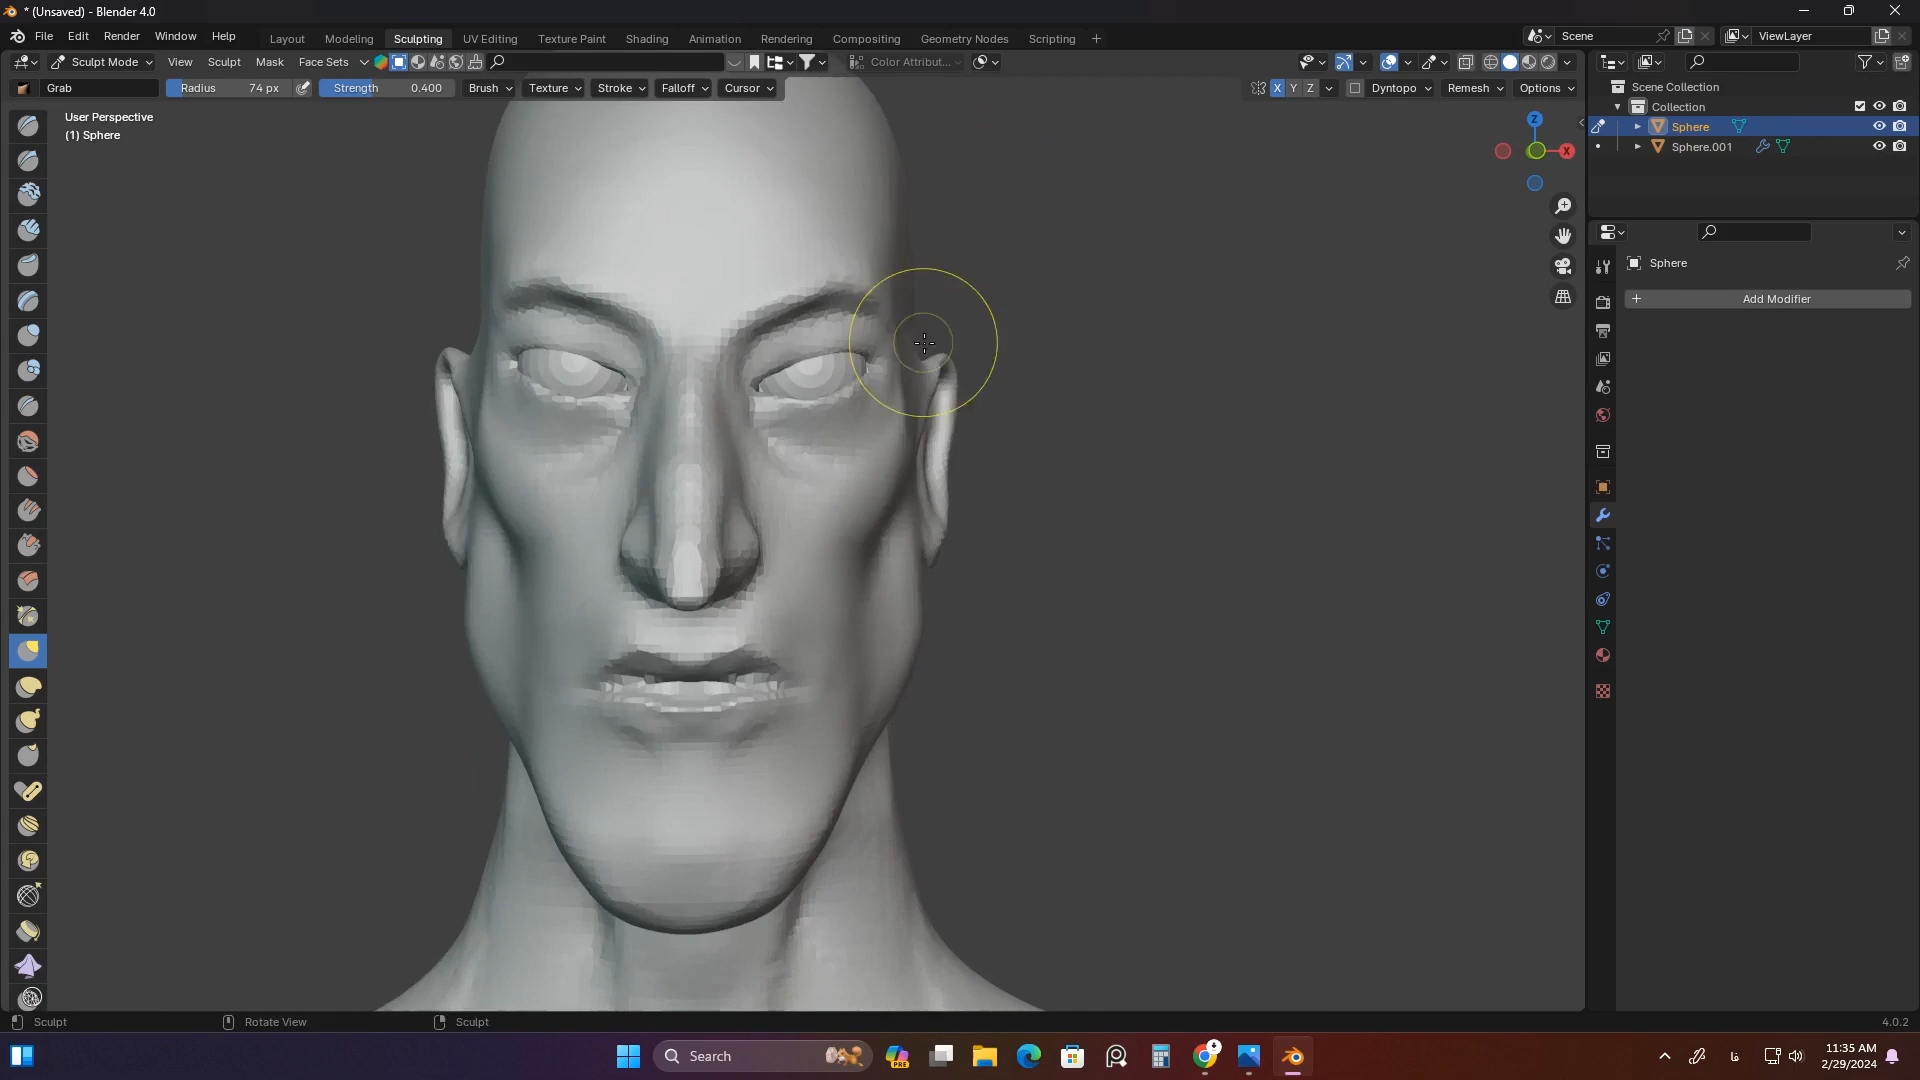 * (Unsaved) - Blender 4.0
File Edit Render Window Help
Layout Modeling Sculpting UV Editing Texture Paint Shading Animation Rendering Compositing Geometry Nodes Scripting +
Scene
ViewLayer
Sculpt Mode View Sculpt Mask Face Sets
Color Attribut...
Grab Radius 74 px Strength 0.400 Brush Texture Stroke Falloff Cursor
X Y Z Dyntopo Remesh Options
User Perspective
(1) Sphere
Z
X
Scene Collection
Collection
Sphere
Sphere.001
Sphere
+ Add Modifier
Sculpt
Rotate View
Sculpt
4.0.2
Search
PRE
فا
11:35 AM
2/29/2024